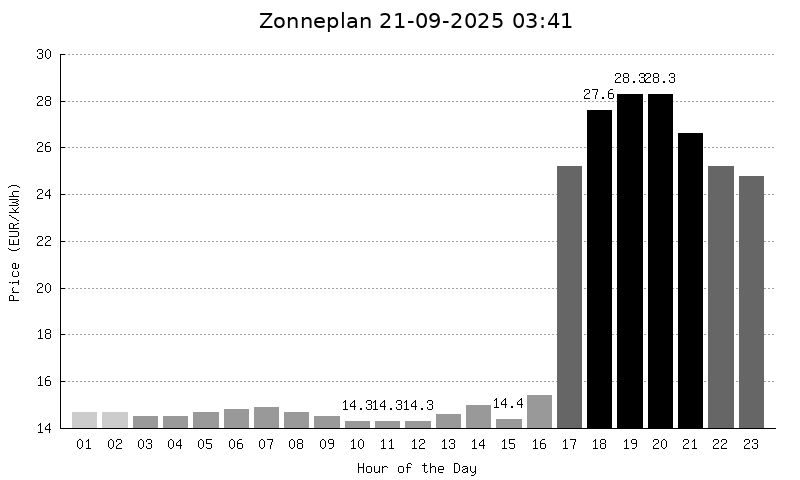 Zonneplan 21-09-2025 03:41
Price (EUR/kWh)
30
28
26
24
22
20
18
16
14
28.3 28.3
27.6
14.3 14.3 14.3 14.4
01 02 03 04 05 06 07 08 09 10 11 12 13 14 15 16 17 18 19 20 21 22 23
Hour of the Day